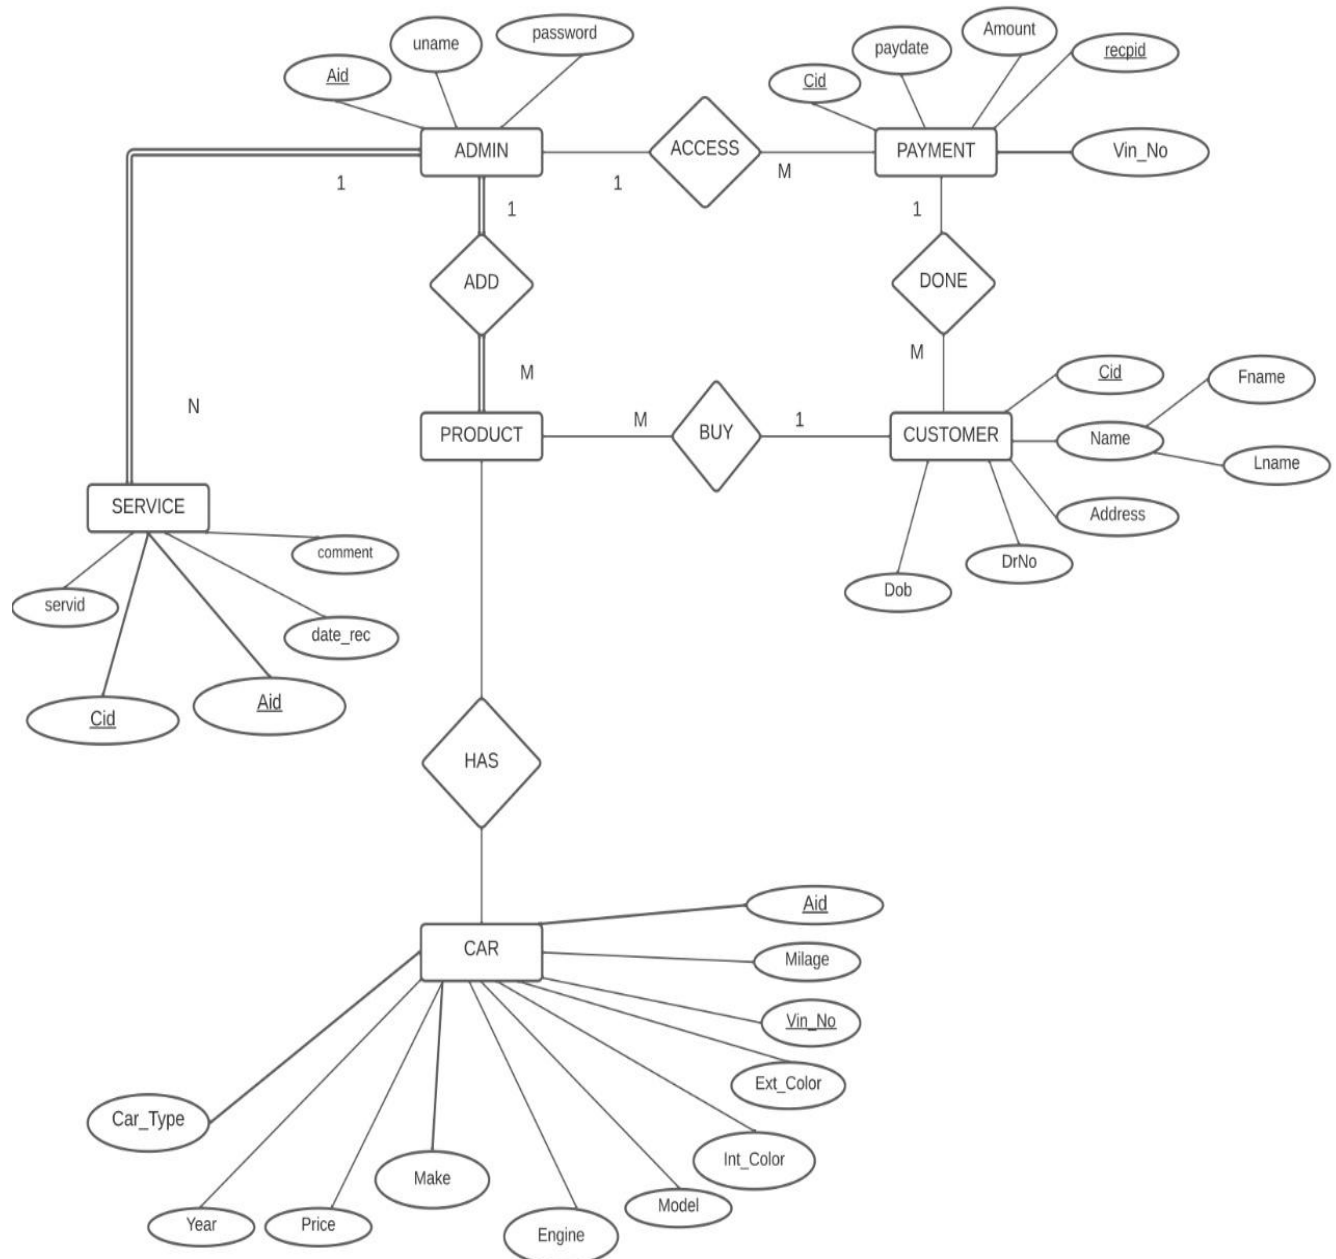 password
Amount
uname
paydate
recpid
Aid
Cid
ADMIN
ACCESS
PAYMENT
Vin_No
1
1
M
1
1
ADD
DONE
M
M
Cid
Fname
N
PRODUCT
M
BUY
1
CUSTOMER
Name
Lname
SERVICE
Address
comment
DrNo
servid
Dob
date_rec
Cid
Aid
HAS
Aid
CAR
Milage
Vin_No
Ext_Color
Car_Type
Int_Color
Make
Model
Year
Price
Engine